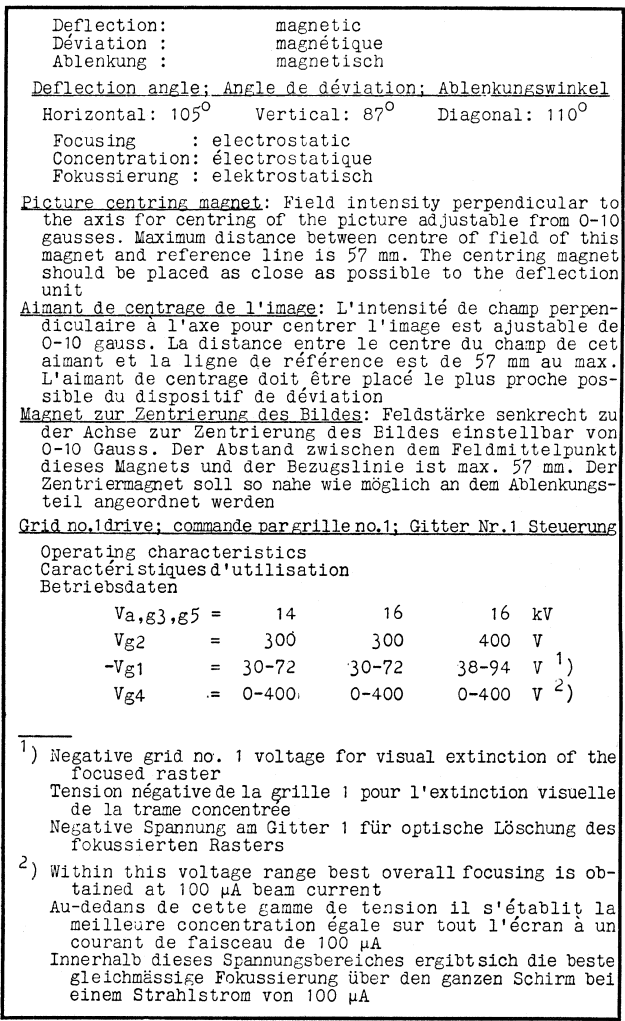 Deflection: magnetic
Déviation : magnétique
Ablenkung : magnetisch
Deflection angle; Angle de déviation; Ablenkungswinkel
Horizontal: 105° Vertical: 87° Diagonal: 110°
Focusing : electrostatic
Concentration: électrostatique
Fokussierung : elektrostatisch
Picture centring magnet: Field intensity perpendicular to
the axis for centring of the picture adjustable from 0-10
gausses. Maximum distance between centre of field of this
magnet and reference line is 57 mm. The centring magnet
should be placed as close as possible to the deflection
unit
Aimant de centrage de l'image: L'intensité de champ perpen-
diculaire à l'axe pour centrer l'image est ajustable de
0-10 gauss. La distance entre le centre du champ de cet
aimant et la ligne de référence est de 57 mm au max.
L'aimant de centrage doit être placé le plus proche pos-
sible du dispositif de déviation
Magnet zur Zentrierung des Bildes: Feldstärke senkrecht zu
der Achse zur Zentrierung des Bildes einstellbar von
0-10 Gauss. Der Abstand zwischen dem Feldmittelpunkt
dieses Magnets und der Bezugslinie ist max. 57 mm. Der
Zentriermagnet soll so nahe wie möglich an dem Ablenkungs-
teil angeordnet werden
Grid no.1 drive; commande par grille no.1; Gitter Nr.1 Steuerung
Operating characteristics
Caractéristiques d'utilisation
Betriebsdaten
Va,g3,g5 = 14 16 16 kV
Vg2 = 300 300 400 V
-Vg1 = 30-72 30-72 38-94 V 1)
Vg4 = 0-400 0-400 0-400 V 2)
1) Negative grid no. 1 voltage for visual extinction of the
focused raster
Tension négative de la grille 1 pour l'extinction visuelle
de la trame concentrée
Negative Spannung am Gitter 1 für optische Löschung des
fokussierten Rasters
2) Within this voltage range best overall focusing is ob-
tained at 100 µA beam current
Au-dedans de cette gamme de tension il s'établit la
meilleure concentration égale sur tout l'écran à un
courant de faisceau de 100 µA
Innerhalb dieses Spannungsbereiches ergibt sich die beste
gleichmässige Fokussierung über den ganzen Schirm bei
einem Strahlstrom von 100 µA